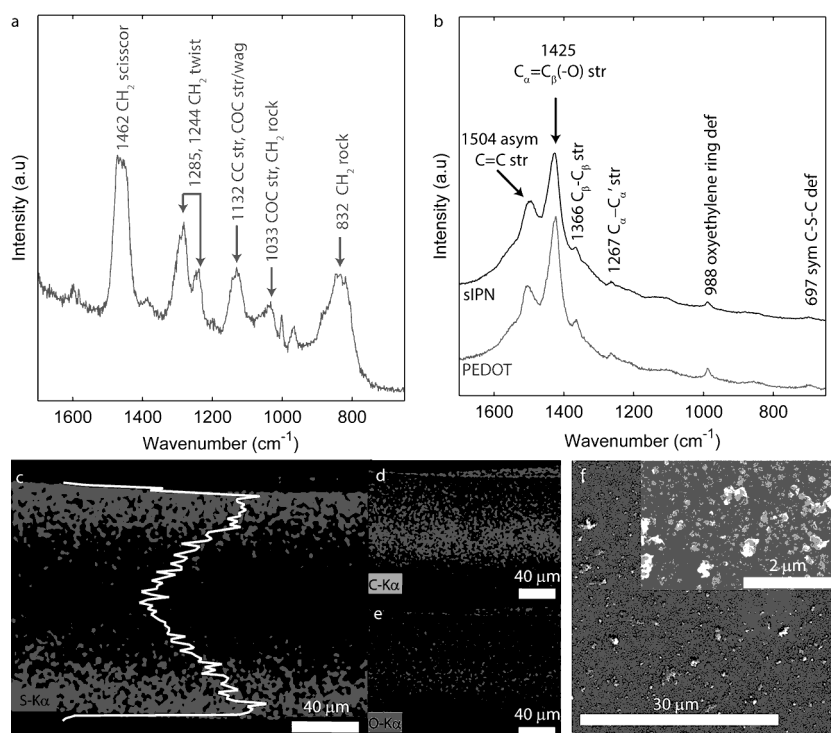 a
1462 CH₂ scisscor
1285, 1244 CH₂ twist
1132 CC str, COC str/wag
1033 COC str, CH₂ rock
832 CH₂ rock
Intensity (a.u)
1600 1400 1200 1000 800
Wavenumber (cm⁻¹)
b
1425
Cα=Cβ(-O) str
1504 asym
C=C str
1366 Cβ-Cβ str
1267 Cα–Cα' str
988 oxyethylene ring def
697 sym C-S-C def
sIPN
PEDOT
Intensity (a.u)
1600 1400 1200 1000 800
Wavenumber (cm⁻¹)
c
S-Kα
40 μm
d
C-Kα
40 μm
e
O-Kα
40 μm
f
2 μm
30 μm